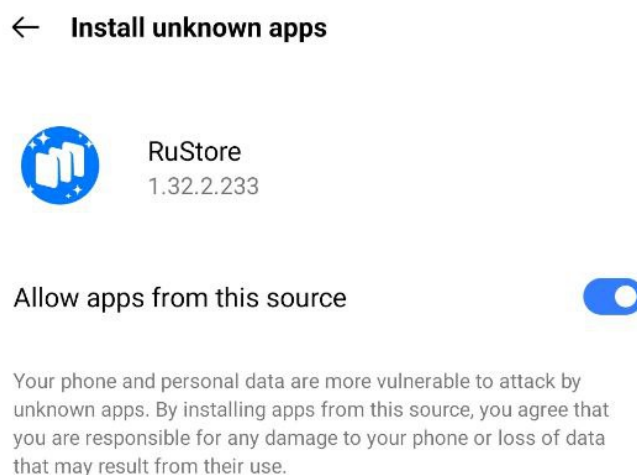 ← Install unknown apps
RuStore
1.32.2.233
Allow apps from this source
Your phone and personal data are more vulnerable to attack by
unknown apps. By installing apps from this source, you agree that
you are responsible for any damage to your phone or loss of data
that may result from their use.